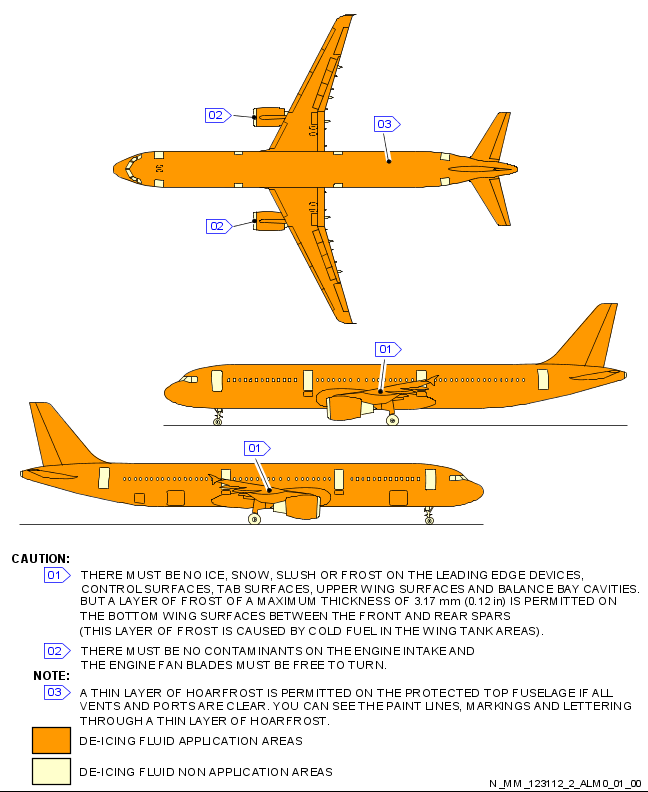 02
03
02
01
01
CAUTION:
01 THERE MUST BE NO ICE, SNOW, SLUSH OR FROST ON THE LEADING EDGE DEVICES,
CONTROL SURFACES, TAB SURFACES, UPPER WING SURFACES AND BALANCE BAY CAVITIES.
BUT A LAYER OF FROST OF A MAXIMUM THICKNESS OF 3.17 mm (0.12 in) IS PERMITTED ON
THE BOTTOM WING SURFACES BETWEEN THE FRONT AND REAR SPARS
(THIS LAYER OF FROST IS CAUSED BY COLD FUEL IN THE WING TANK AREAS).
02 THERE MUST BE NO CONTAMINANTS ON THE ENGINE INTAKE AND
THE ENGINE FAN BLADES MUST BE FREE TO TURN.
NOTE:
03 A THIN LAYER OF HOARFROST IS PERMITTED ON THE PROTECTED TOP FUSELAGE IF ALL
VENTS AND PORTS ARE CLEAR. YOU CAN SEE THE PAINT LINES, MARKINGS AND LETTERING
THROUGH A THIN LAYER OF HOARFROST.
DE-ICING FLUID APPLICATION AREAS
DE-ICING FLUID NON APPLICATION AREAS
N_MM_123112_2_ALM0_01_00